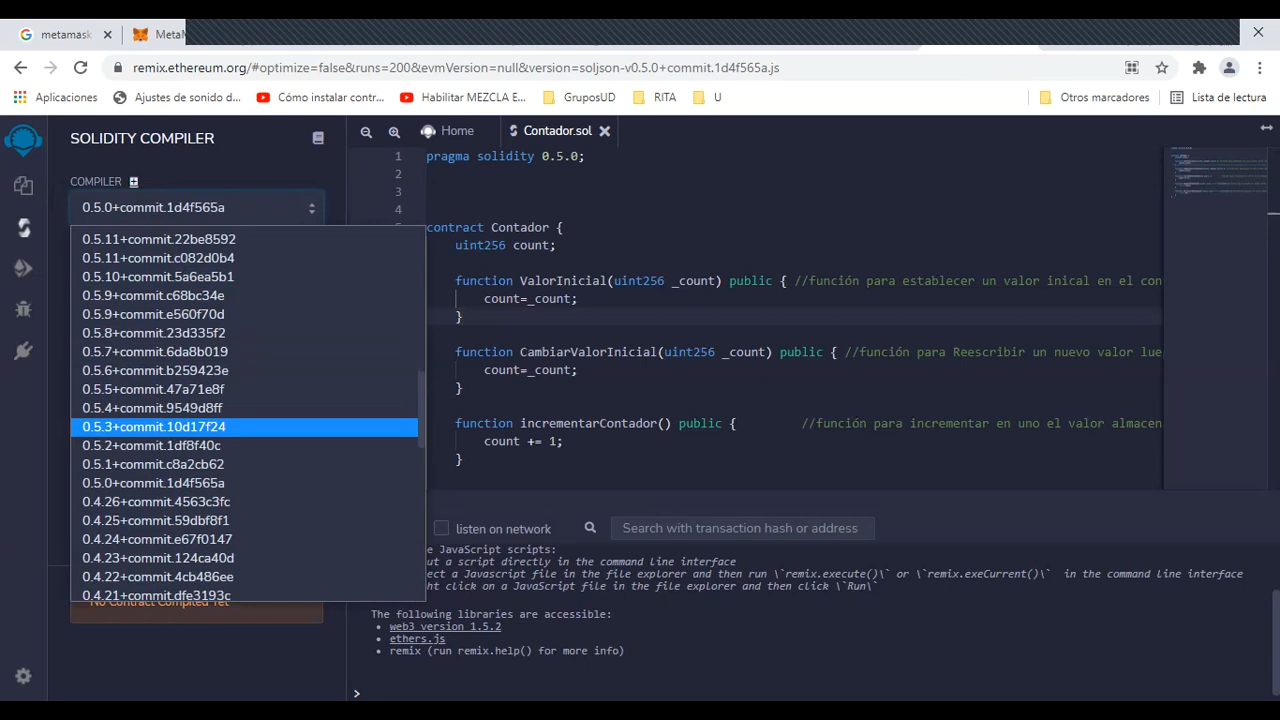 metamask
MetaM
remix.ethereum.org/#optimize=false&runs=200&evmVersion=null&version=soljson-v0.5.0+commit.1d4f565a.js
Aplicaciones
Ajustes de sonido d...
Cómo instalar contr...
Habilitar MEZCLA E...
GruposUD
RITA
U
Otros marcadores
Lista de lectura
SOLIDITY COMPILER
COMPILER
0.5.0+commit.1d4f565a
0.5.11+commit.22be8592
0.5.11+commit.c082d0b4
0.5.10+commit.5a6ea5b1
0.5.9+commit.c68bc34e
0.5.9+commit.e560f70d
0.5.8+commit.23d335f2
0.5.7+commit.6da8b019
0.5.6+commit.b259423e
0.5.5+commit.47a71e8f
0.5.4+commit.9549d8ff
0.5.3+commit.10d17f24
0.5.2+commit.1df8f40c
0.5.1+commit.c8a2cb62
0.5.0+commit.1d4f565a
0.4.26+commit.4563c3fc
0.4.25+commit.59dbf8f1
0.4.24+commit.e67f0147
0.4.23+commit.124ca40d
0.4.22+commit.4cb486ee
0.4.21+commit.dfe3193c
No Contract Compiled Yet
Home
Contador.sol
1 pragma solidity 0.5.0;
2
3
4
contract Contador {
uint256 count;
function ValorInicial(uint256 _count) public { //función para establecer un valor inical en el con
count=_count;
}
function CambiarValorInicial(uint256 _count) public { //función para Reescribir un nuevo valor lue
count=_count;
}
function incrementarContador() public { //función para incrementar en uno el valor almacen
count += 1;
}
listen on network
Search with transaction hash or address
e JavaScript scripts:
ut a script directly in the command line interface
ect a Javascript file in the file explorer and then run \`remix.execute()\` or \`remix.exeCurrent()\` in the command line interface
ght click on a JavaScript file in the file explorer and then click \`Run\`
The following libraries are accessible:
• web3 version 1.5.2
• ethers.js
• remix (run remix.help() for more info)
>